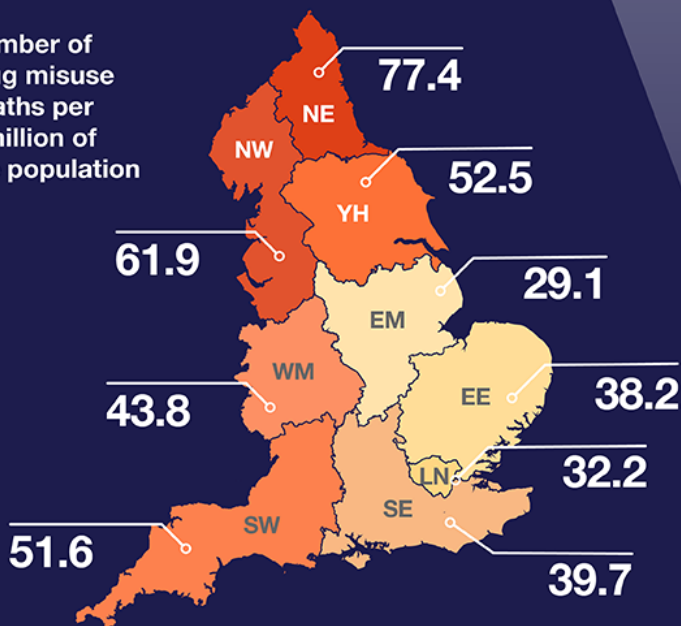 mber of
g misuse
aths per
illion of
population
77.4
NE
NW
52.5
YH
61.9
29.1
EM
WM
38.2
EE
43.8
32.2
LN
SE
SW
51.6
39.7